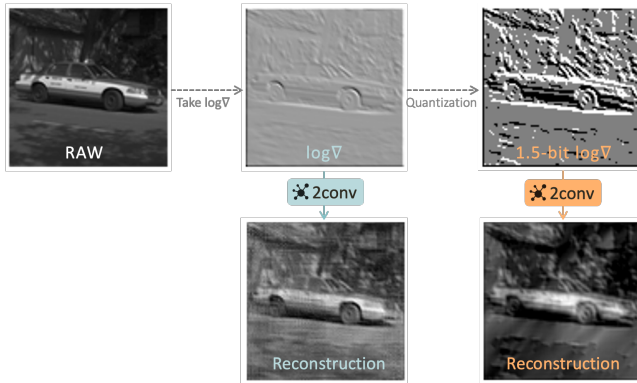 RAW
Take log∇
log∇
Quantization
1.5-bit log∇
2conv
2conv
Reconstruction
Reconstruction